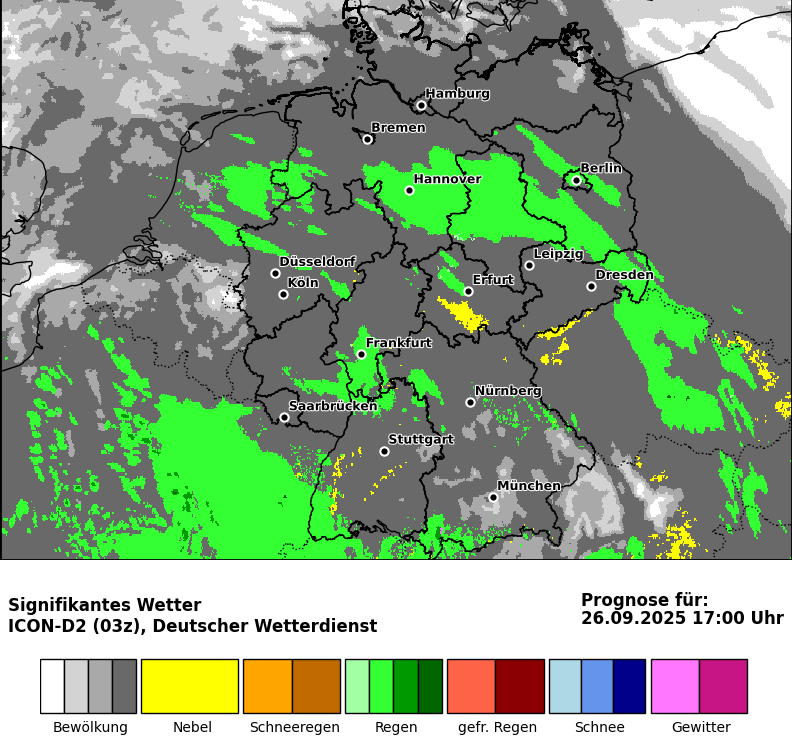 Hamburg
Bremen
Berlin
Hannover
Leipzig
Düsseldorf
Dresden
Köln
Erfurt
Frankfurt
Nürnberg
Saarbrücken
Stuttgart
München
Signifikantes Wetter
ICON-D2 (03z), Deutscher Wetterdienst
Prognose für:
26.09.2025 17:00 Uhr
Bewölkung
Nebel
Schneeregen
Regen
gefr. Regen
Schnee
Gewitter